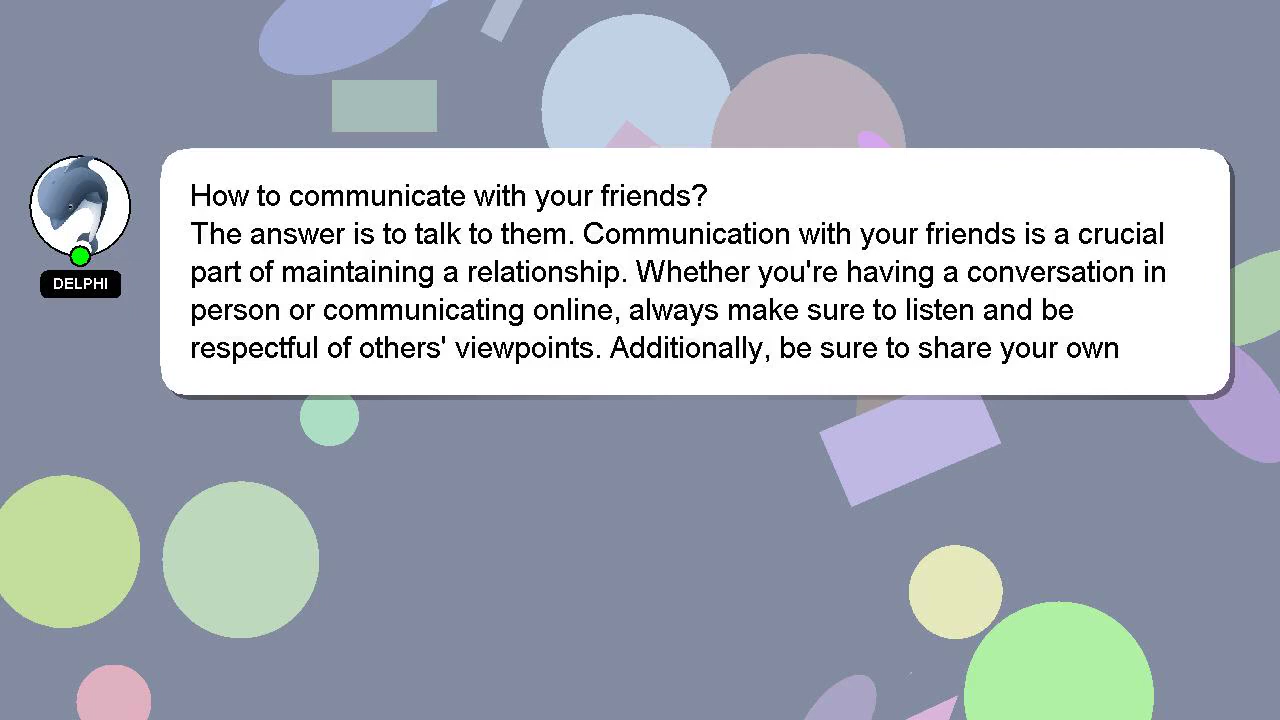 How to communicate with your friends?
The answer is to talk to them. Communication with your friends is a crucial
part of maintaining a relationship. Whether you're having a conversation in
person or communicating online, always make sure to listen and be
respectful of others' viewpoints. Additionally, be sure to share your own
DELPHI